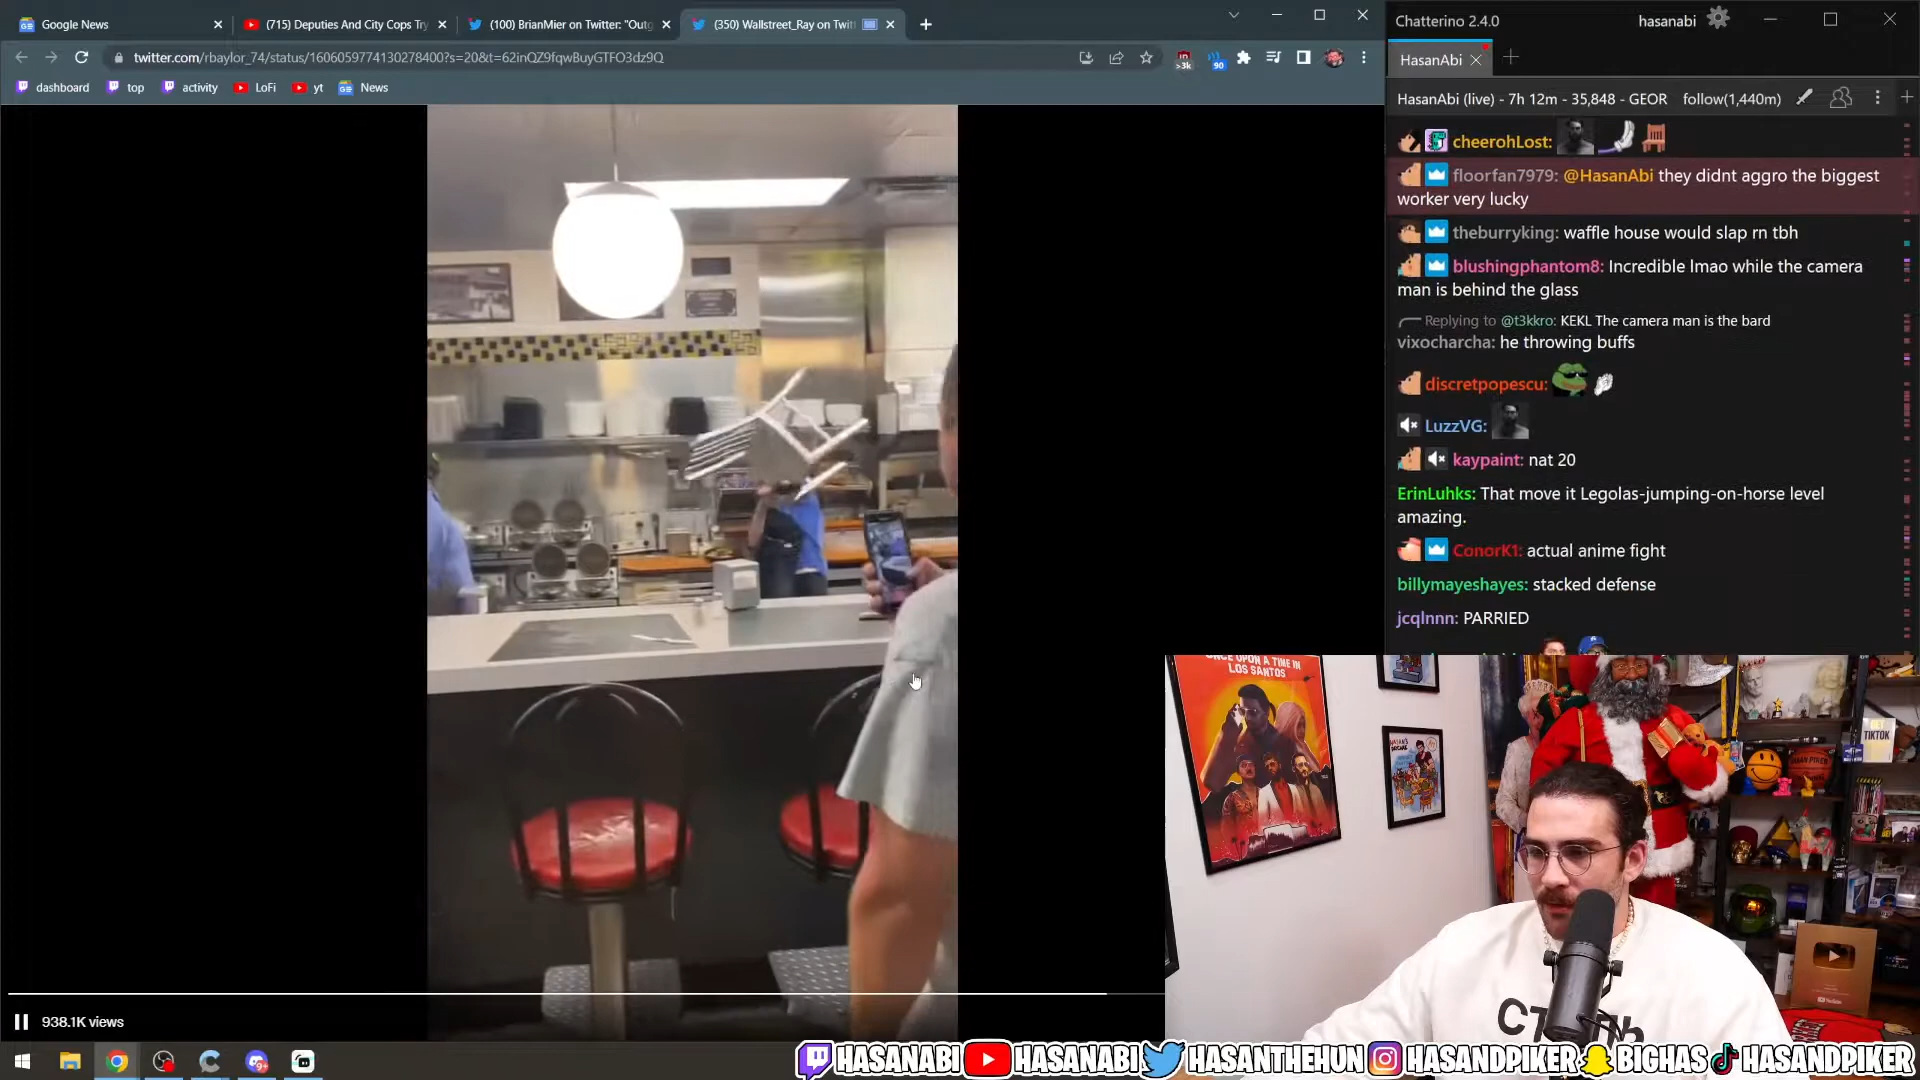 Google News
(715) Deputies And City Cops Try
(100) BrianMier on Twitter: "Outg
(350) Wallstreet_Ray on Twitt
twitter.com/rbaylor_74/status/1606059774130278400?s=20&t=62inQZ9fqwBuyGTFO3dz9Q
>3k
90
dashboard
top
activity
LoFi
yt
News
938.1K views
Chatterino 2.4.0
hasanabi
HasanAbi
HasanAbi (live) - 7h 12m - 35,848 - GEOR
follow(1,440m)
cheerohLost:
floorfan7979: @HasanAbi they didnt aggro the biggest
worker very lucky
theburryking: waffle house would slap rn tbh
blushingphantom8: Incredible lmao while the camera
man is behind the glass
Replying to @t3kkro: KEKL The camera man is the bard
vixocharcha: he throwing buffs
discretpopescu:
LuzzVG:
kaypaint: nat 20
ErinLuhks: That move it Legolas-jumping-on-horse level
amazing.
ConorK1: actual anime fight
billymayeshayes: stacked defense
jcqlnnn: PARRIED
ONCE UPON A TIME IN
LOS SANTOS
TIKTOK
HASANABI HASANABI HASANTHEHUN HASANDPIKER BIGHAS HASANDPIKER